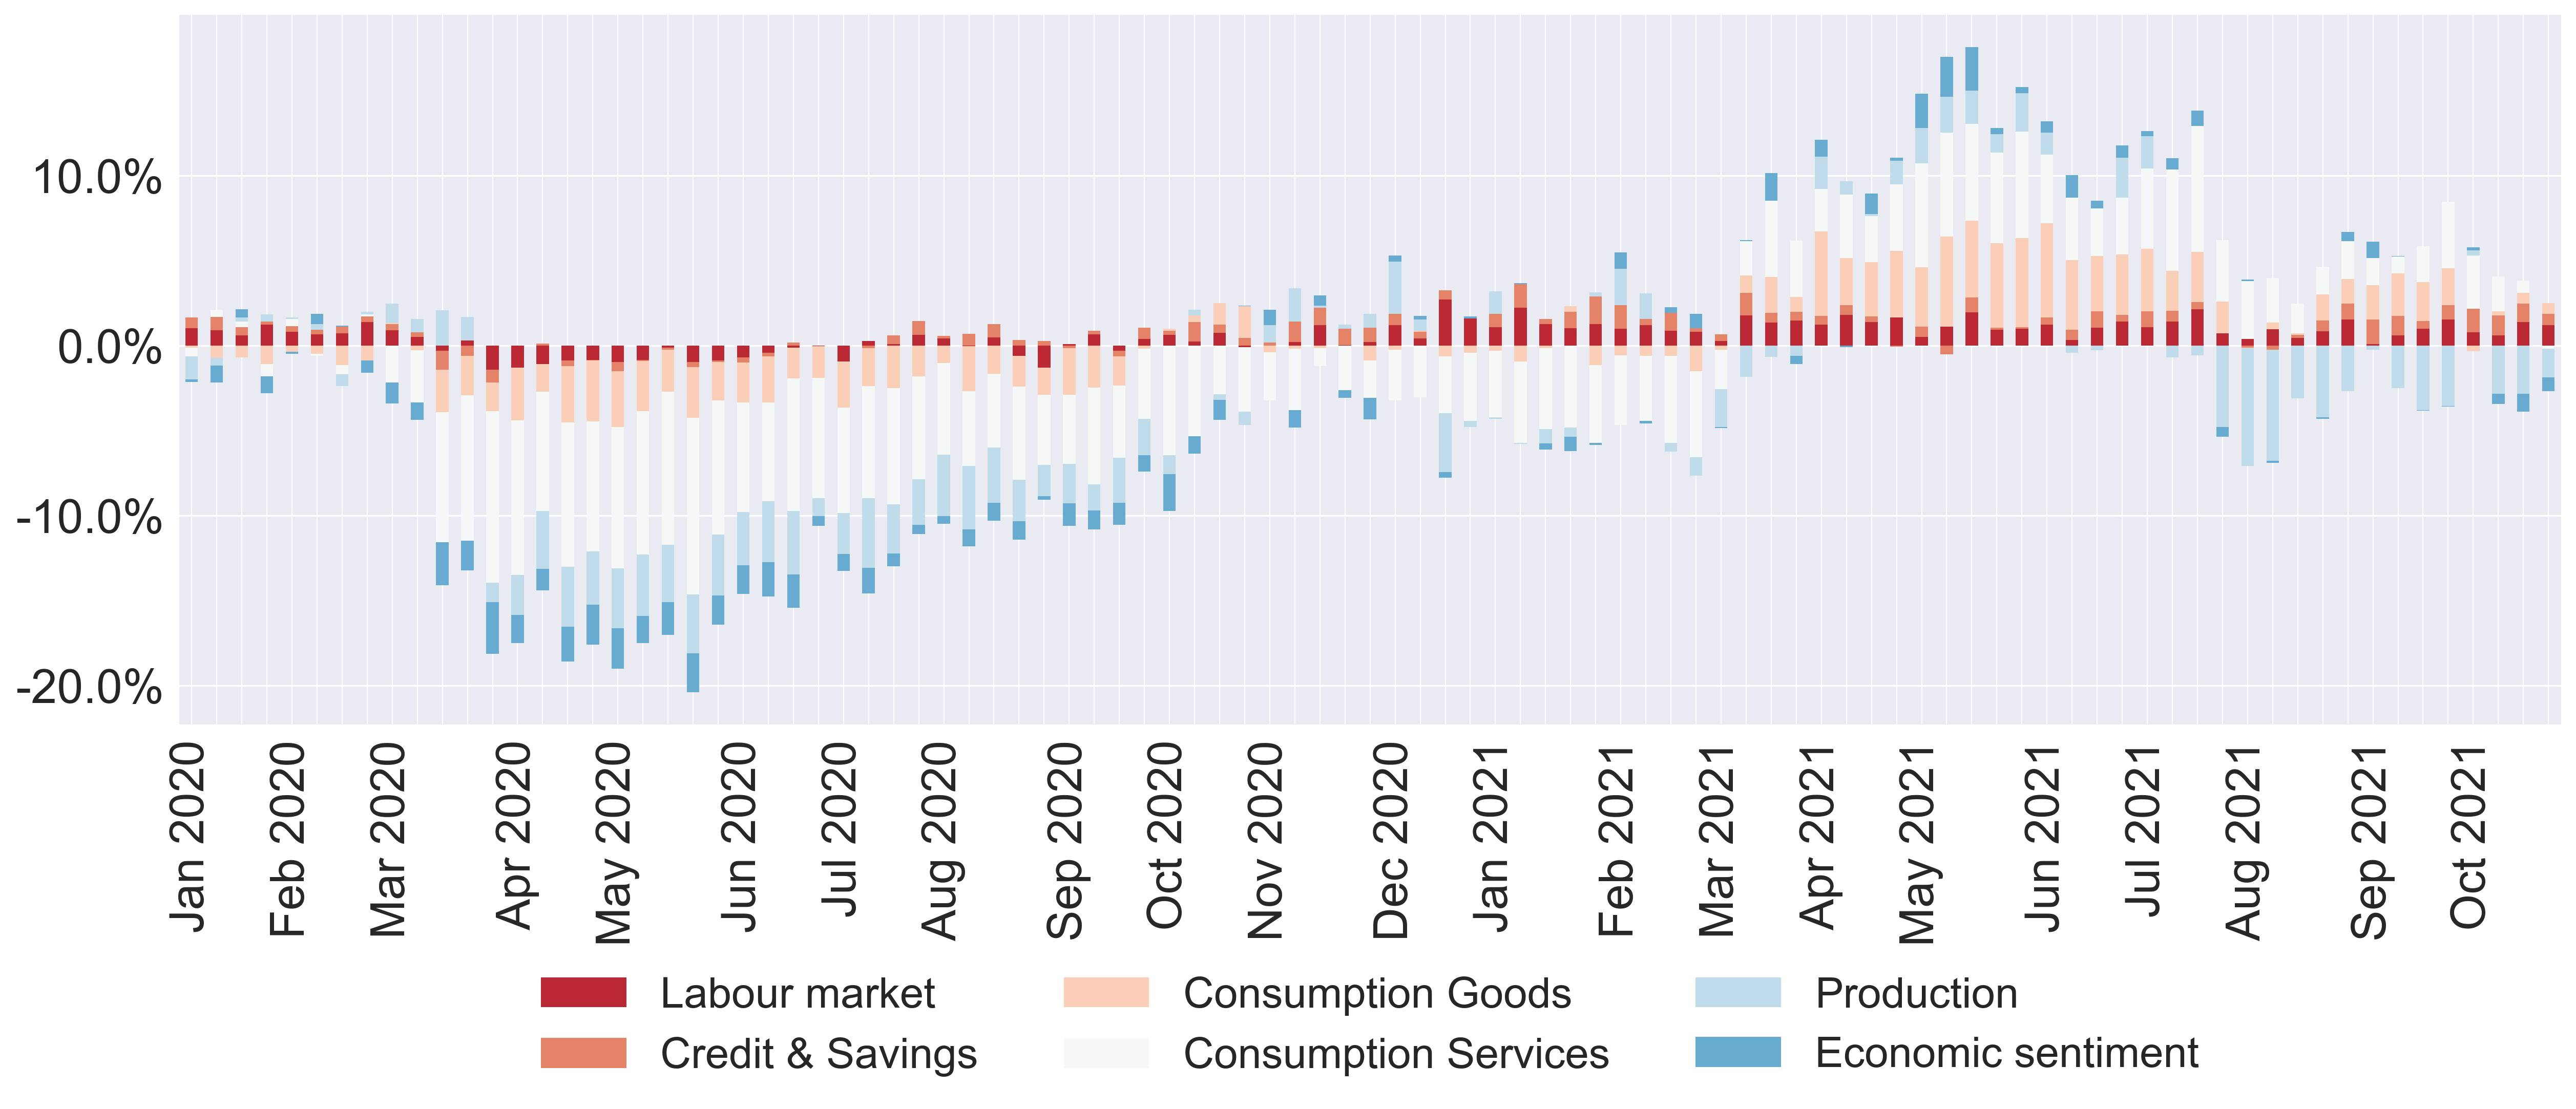 10.0%
0.0%
-10.0%
-20.0%
Jan 2020
Feb 2020
Mar 2020
Apr 2020
May 2020
Jun 2020
Jul 2020
Aug 2020
Sep 2020
Oct 2020
Nov 2020
Dec 2020
Jan 2021
Feb 2021
Mar 2021
Apr 2021
May 2021
Jun 2021
Jul 2021
Aug 2021
Sep 2021
Oct 2021
Labour market
Credit & Savings
Consumption Goods
Consumption Services
Production
Economic sentiment